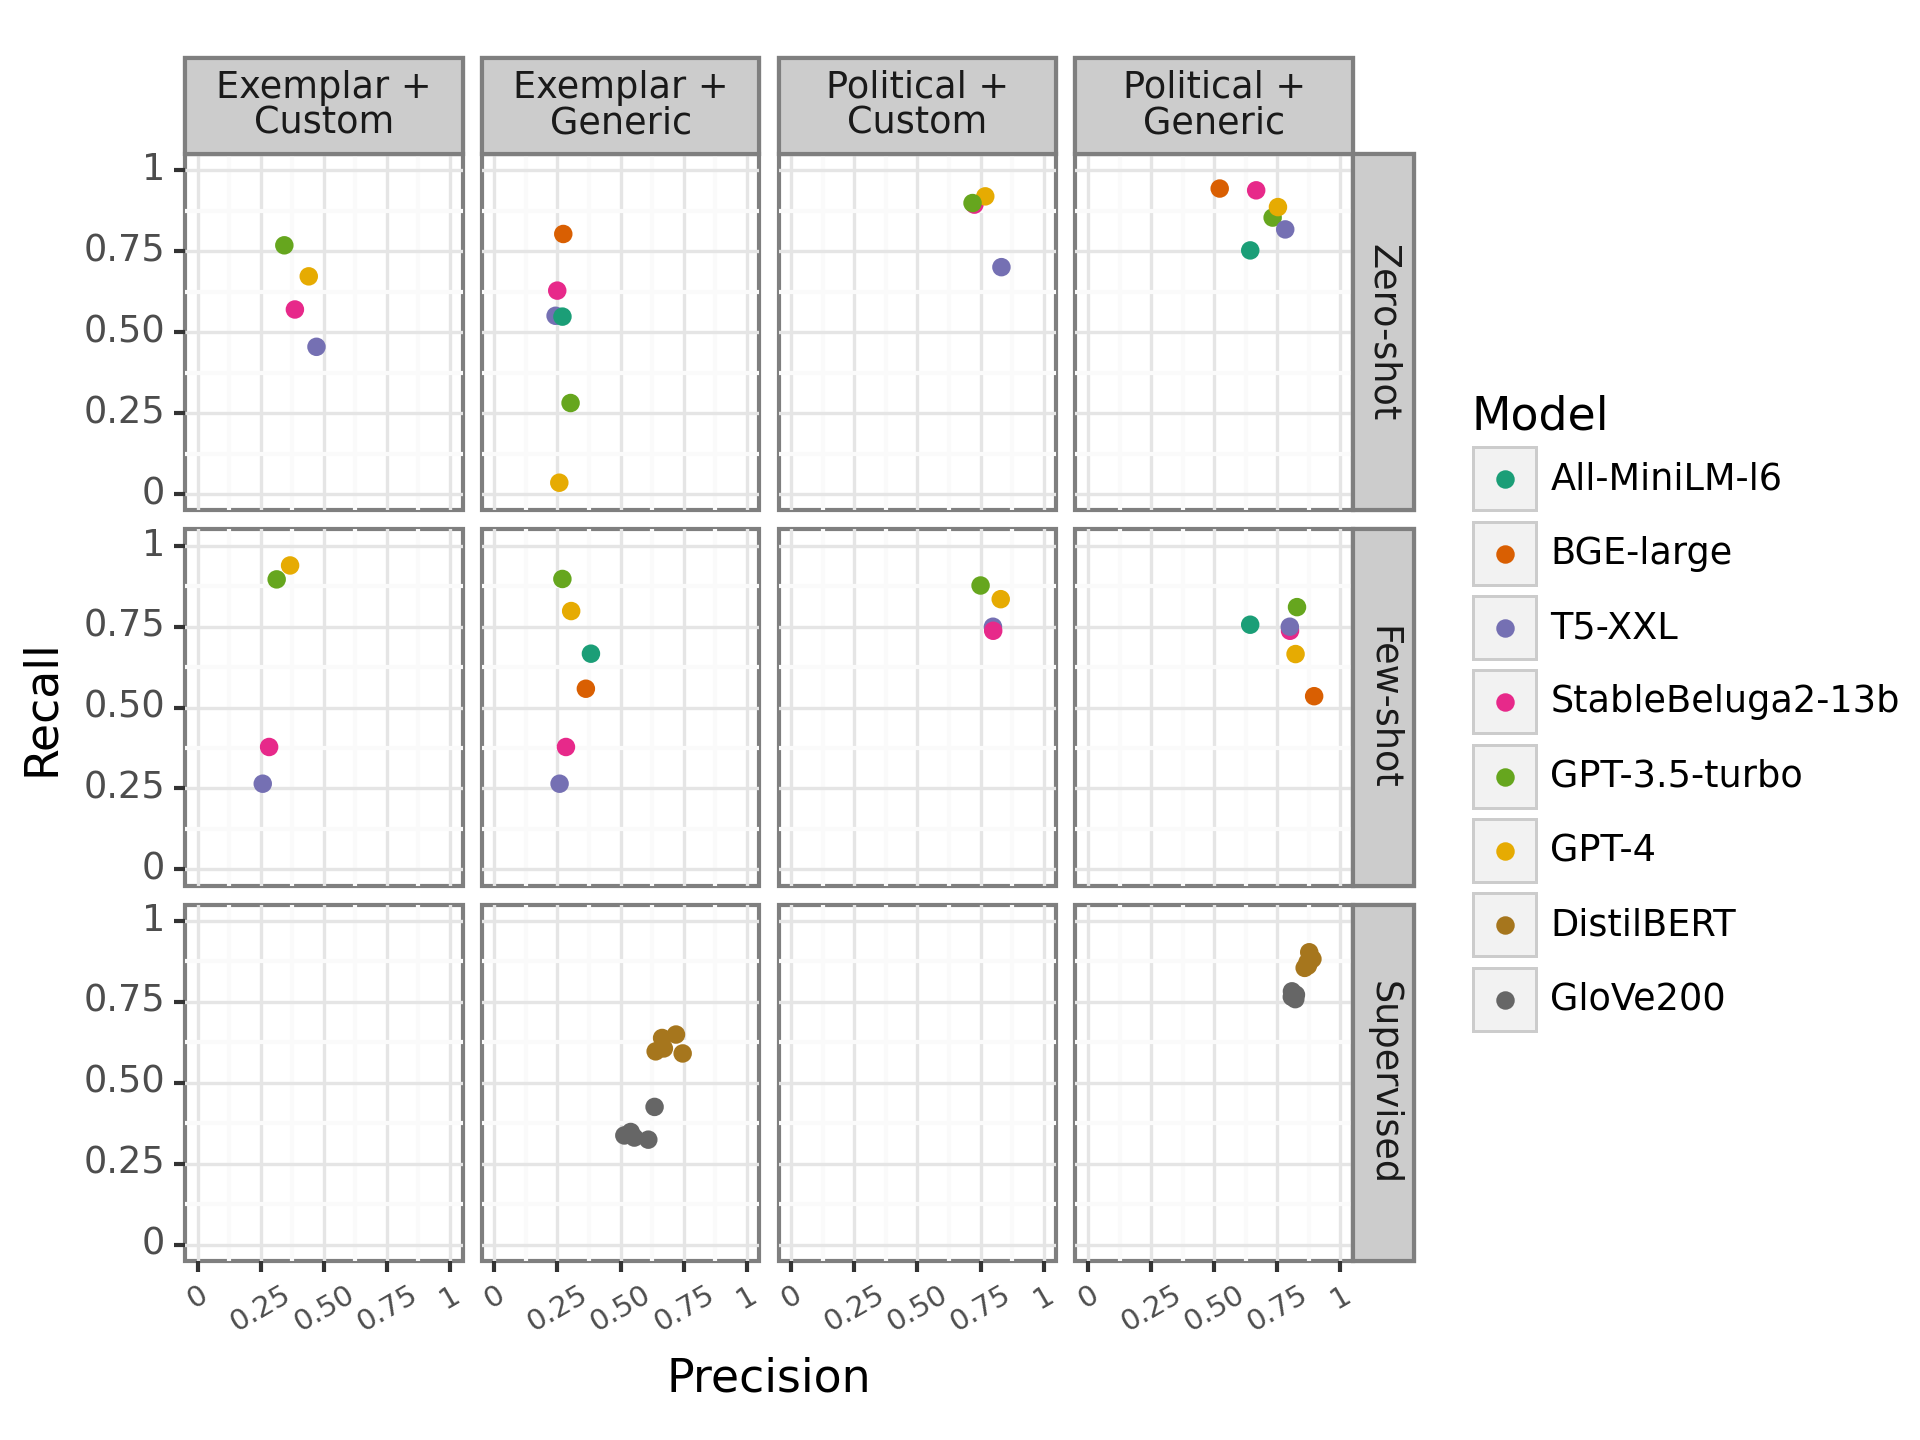 Exemplar +
Custom
Exemplar +
Generic
Political +
Custom
Political +
Generic
1
0.75
0.50
0.25
0
Zero-shot
1
0.75
0.50
0.25
0
Few-shot
1
0.75
0.50
0.25
0
Supervised
0 0.25 0.50 0.75 1
0 0.25 0.50 0.75 1
0 0.25 0.50 0.75 1
0 0.25 0.50 0.75 1
Recall
Precision
Model
All-MiniLM-l6
BGE-large
T5-XXL
StableBeluga2-13b
GPT-3.5-turbo
GPT-4
DistilBERT
GloVe200